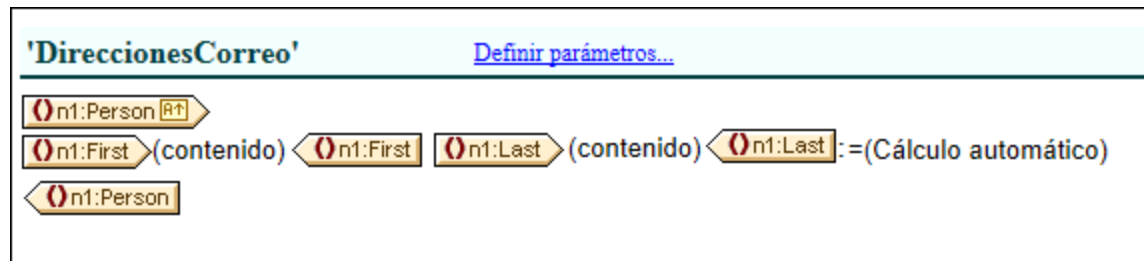 'DireccionesCorreo' Definir parámetros...
()n1:Person A↑
()n1:First (contenido) ()n1:First ()n1:Last (contenido) ()n1:Last : =(Cálculo automático)
()n1:Person